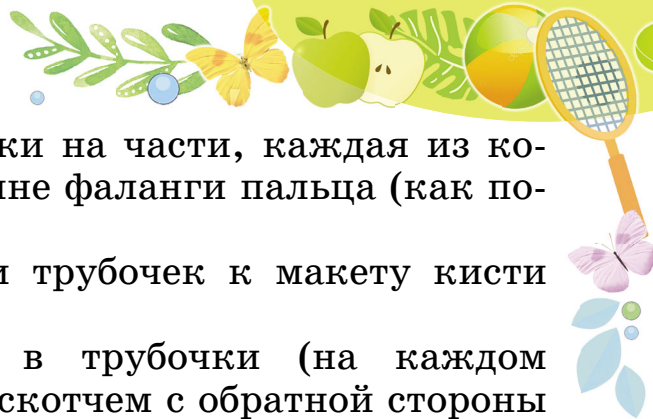 ки на части, каждая из ко-
ине фаланги пальца (как по-
и трубочек к макету кисти
в трубочки (на каждом
скотчем с обратной стороны